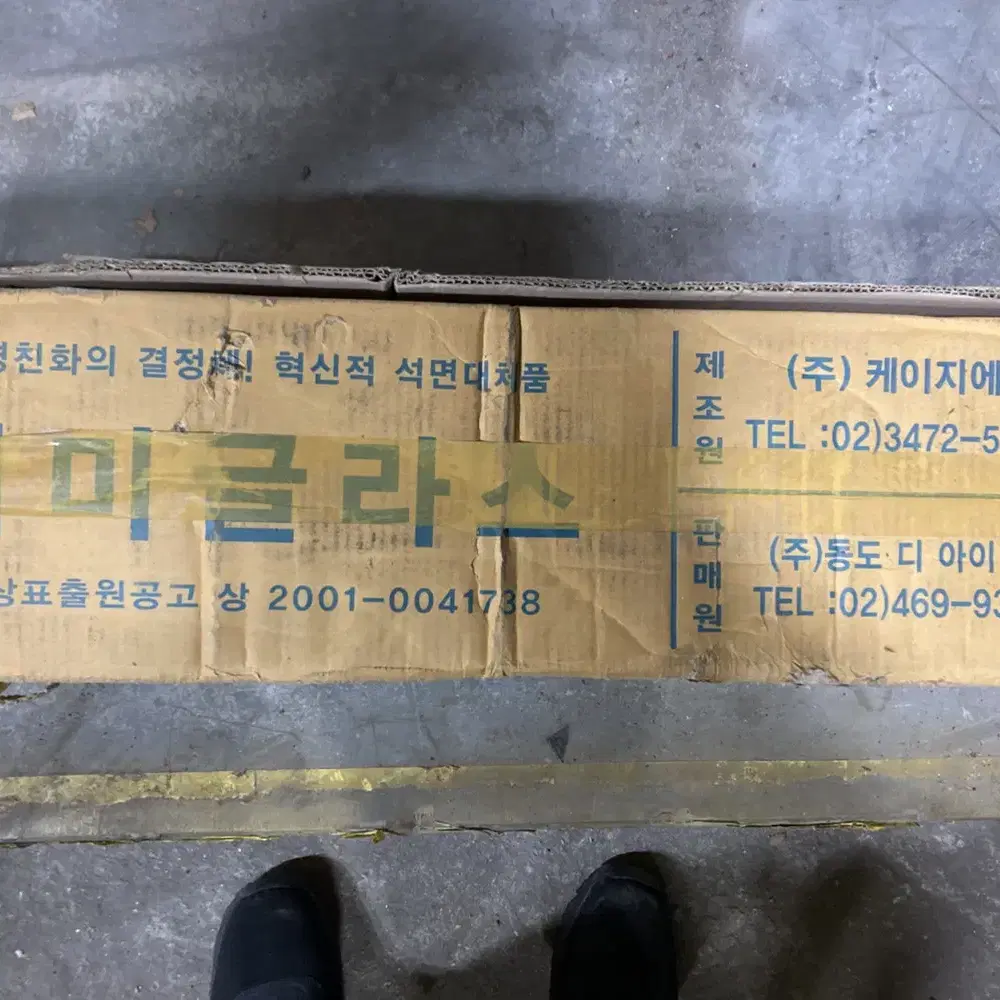 경친화의 결정체! 혁신적 석면대체품
미글라스
상표출원공고 상 2001-0041738
제조원
(주) 케이지에
TEL :02)3472-5
판매원
(주)동도 디 아이
TEL :02)469-93